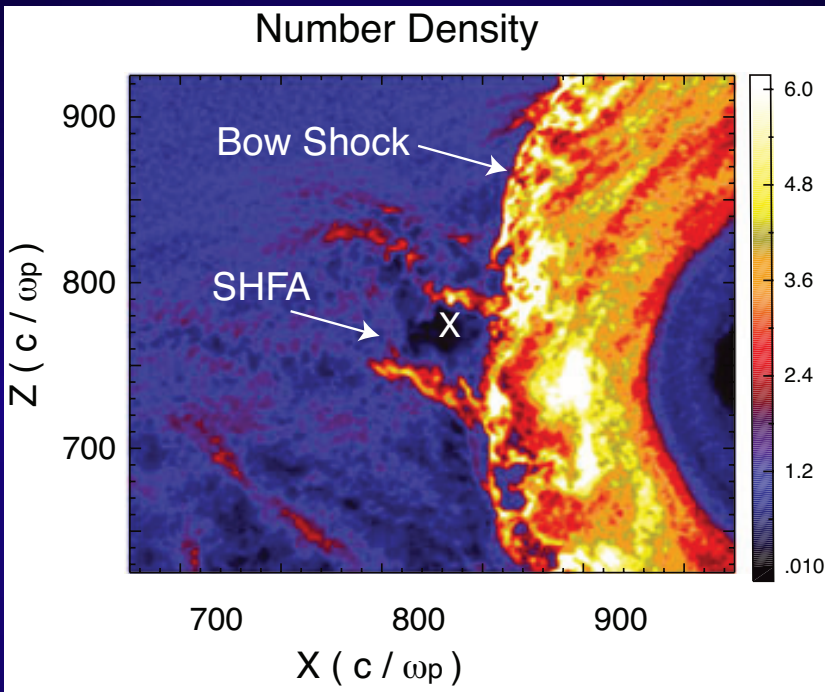 Number Density
900
800
700
Z ( c / ωp )
Bow Shock
SHFA
X
6.0
4.8
3.6
2.4
1.2
.010
700 800 900
X ( c / ωp )